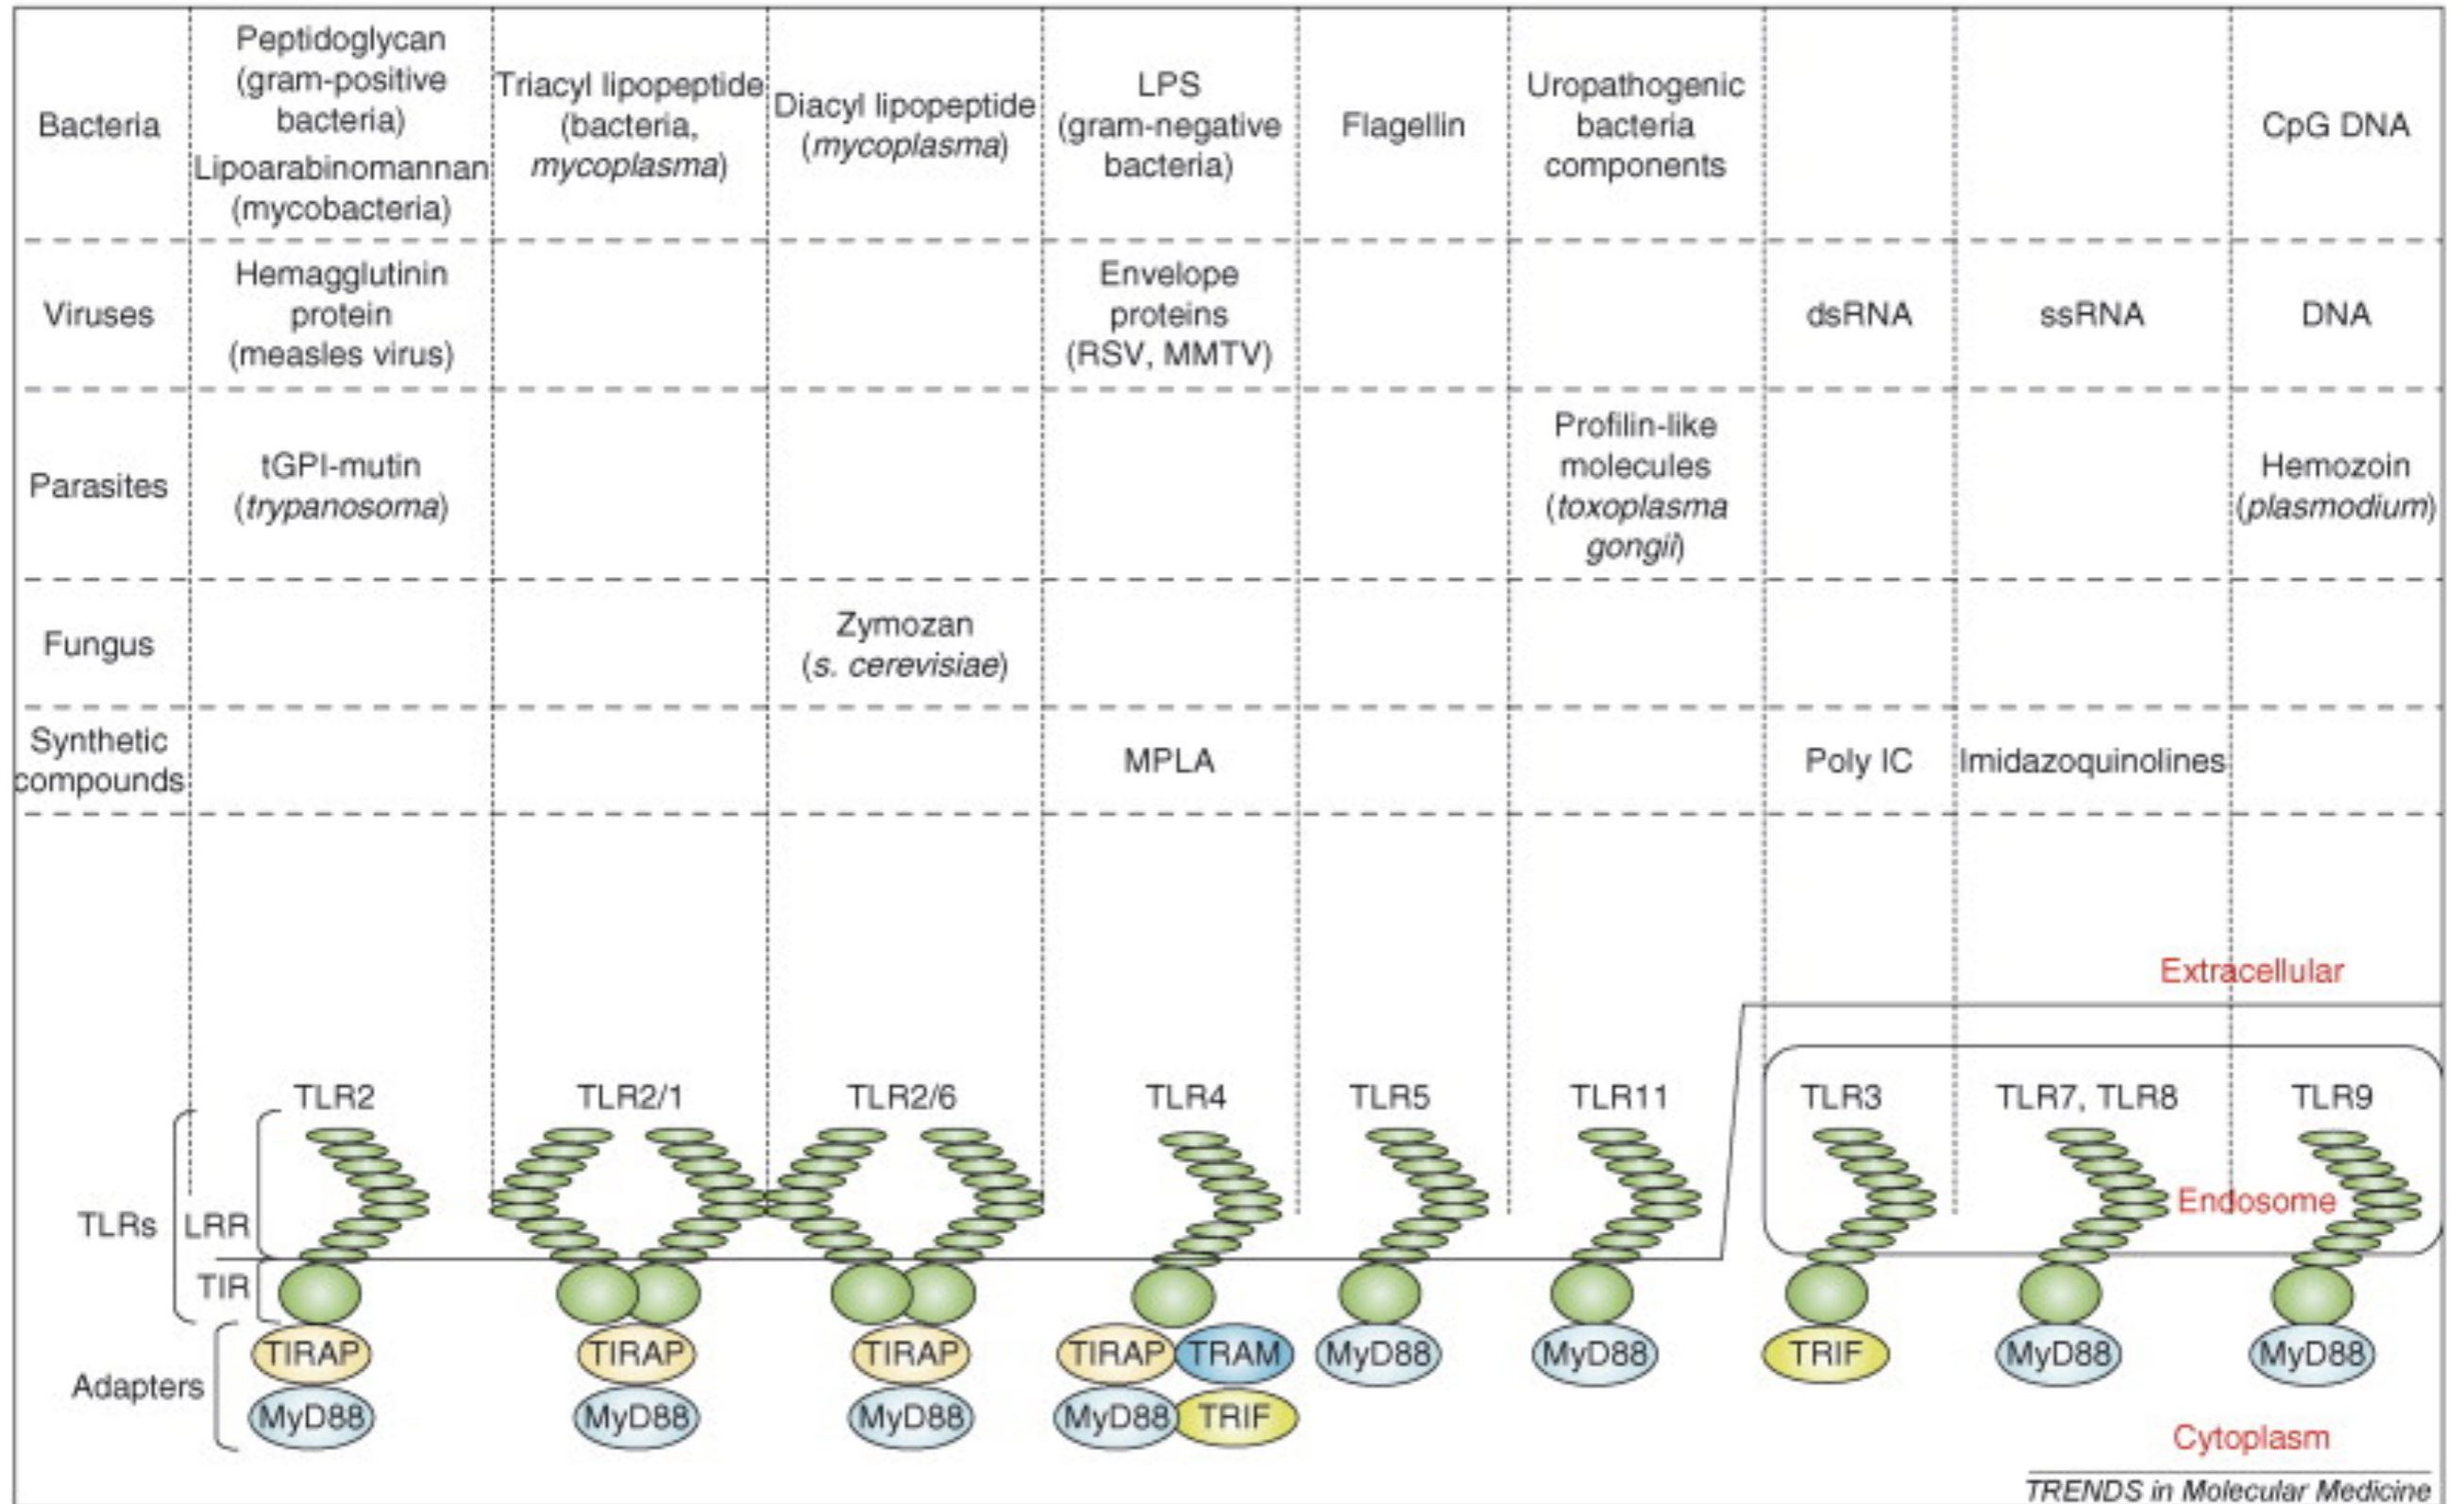 Bacteria
Peptidoglycan
(gram-positive
bacteria)
Lipoarabinomannan
(mycobacteria)
Triacyl lipopeptide
(bacteria,
mycoplasma)
Diacyl lipopeptide
(mycoplasma)
LPS
(gram-negative
bacteria)
Flagellin
Uropathogenic
bacteria
components
CpG DNA
Viruses
Hemagglutinin
protein
(measles virus)
Envelope
proteins
(RSV, MMTV)
dsRNA
ssRNA
DNA
Parasites
tGPI-mutin
(trypanosoma)
Profilin-like
molecules
(toxoplasma
gongii)
Hemozoin
(plasmodium)
Fungus
Zymozan
(s. cerevisiae)
Synthetic
compounds
MPLA
Poly IC
Imidazoquinolines
Extracellular
TLR2
TLR2/1
TLR2/6
TLR4
TLR5
TLR11
TLR3
TLR7, TLR8
TLR9
Endosome
TLRs
LRR
TIR
Adapters
TIRAP
MyD88
TIRAP
MyD88
TIRAP
MyD88
TIRAP
TRAM
MyD88
TRIF
MyD88
MyD88
TRIF
MyD88
MyD88
Cytoplasm
TRENDS in Molecular Medicine